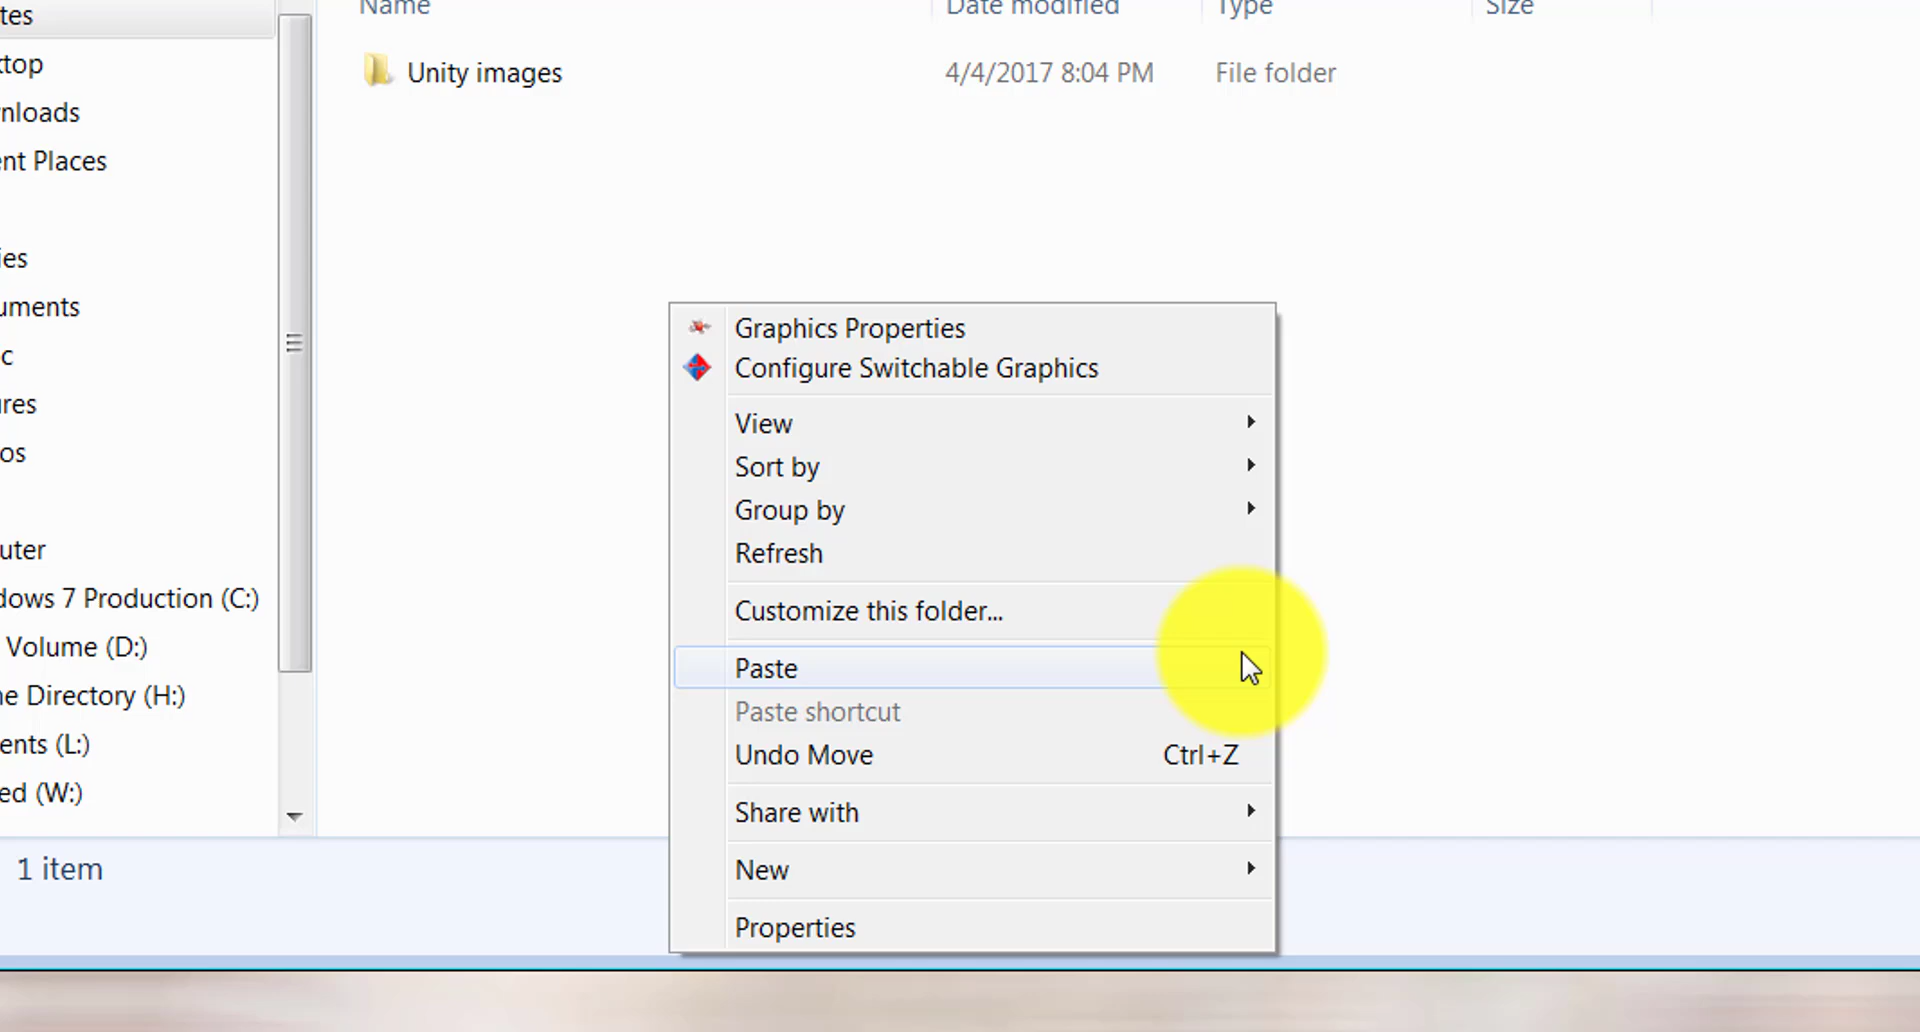 Name Date modified Type Size
Unity images 4/4/2017 8:04 PM File folder
tes
ktop
nloads
ent Places
ies
uments
c
ures
os
uter
dows 7 Production (C:)
Volume (D:)
ne Directory (H:)
ents (L:)
ed (W:)
1 item
Graphics Properties
Configure Switchable Graphics
View
Sort by
Group by
Refresh
Customize this folder...
Paste
Paste shortcut
Undo Move Ctrl+Z
Share with
New
Properties